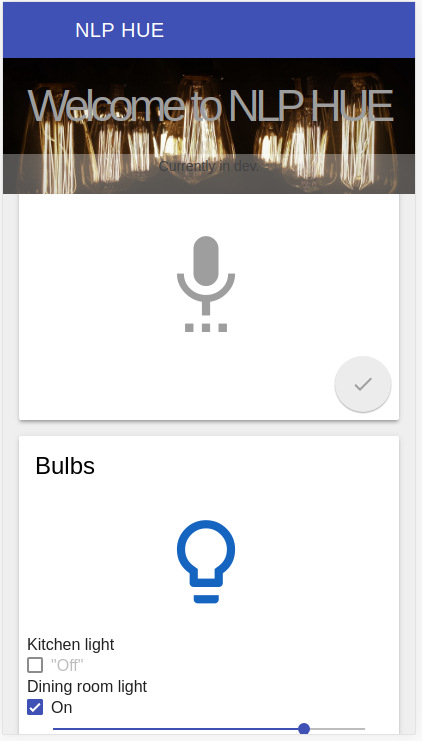 NLP HUE
Welcome to NLP HUE
Currently in dev.
Bulbs
Kitchen light
"Off"
Dining room light
On